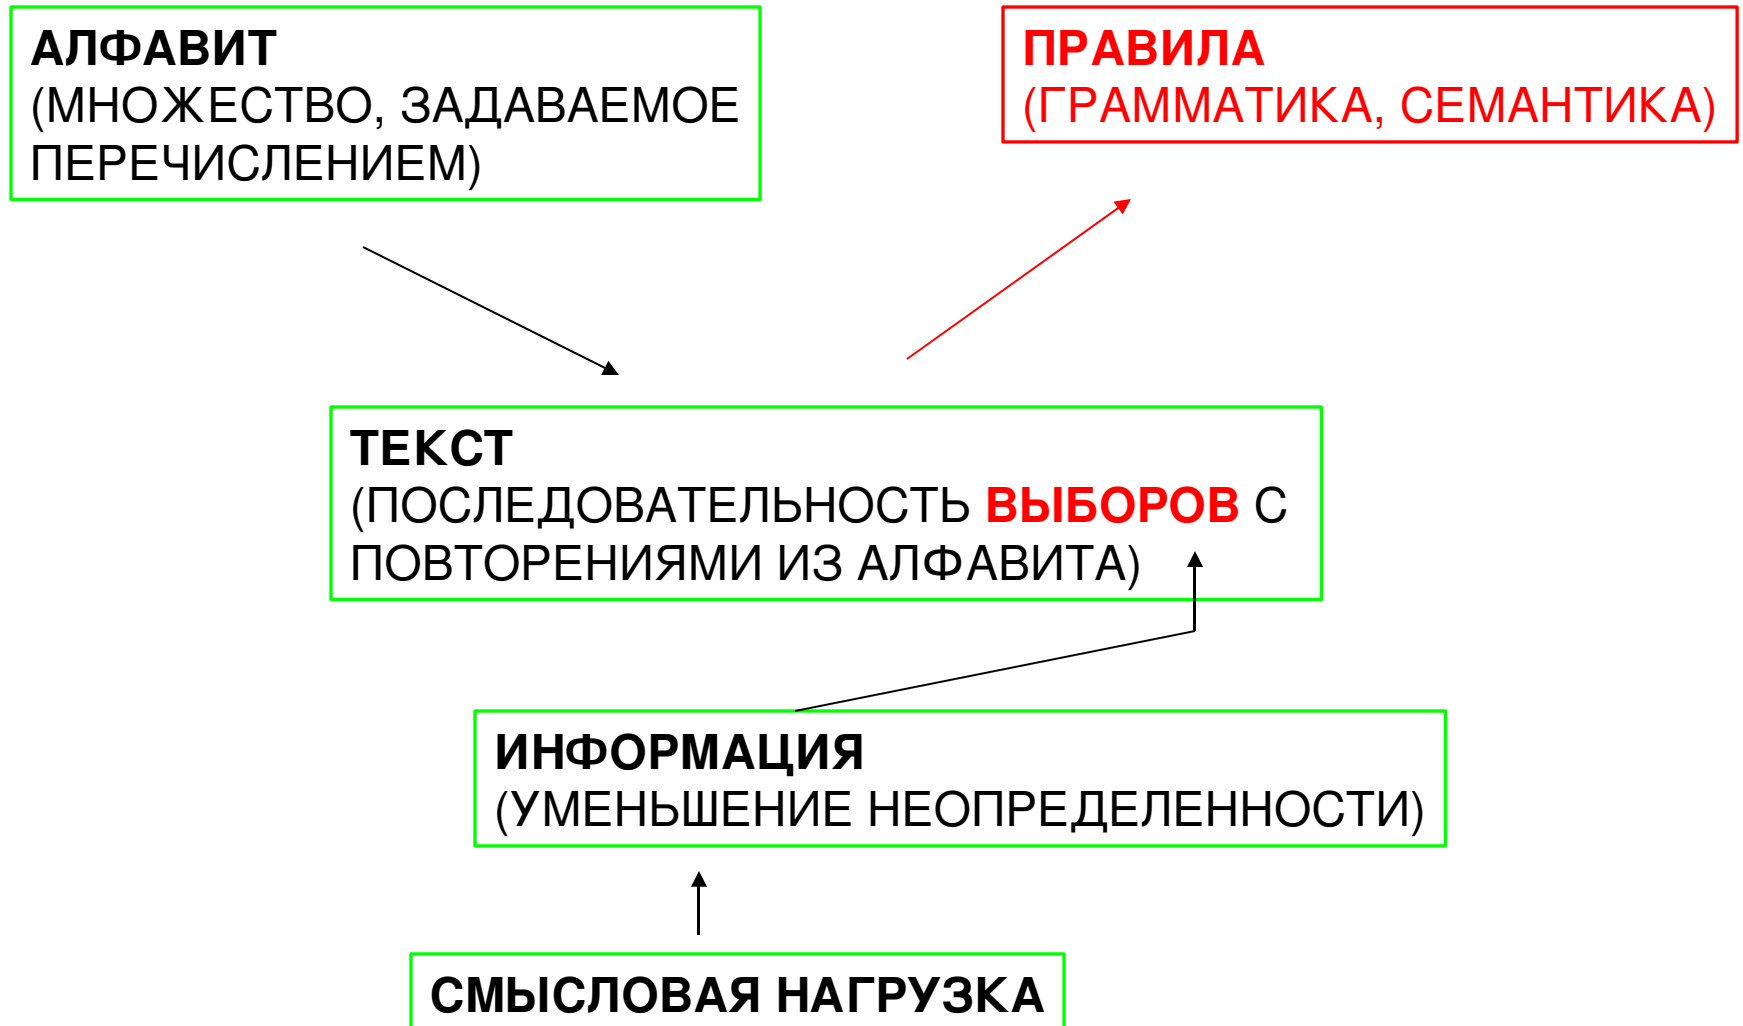 АЛФАВИТ
(МНОЖЕСТВО, ЗАДАВАЕМОЕ
ПЕРЕЧИСЛЕНИЕМ)
ПРАВИЛА
(ГРАММАТИКА, СЕМАНТИКА)
ТЕКСТ
(ПОСЛЕДОВАТЕЛЬНОСТЬ ВЫБОРОВ С
ПОВТОРЕНИЯМИ ИЗ АЛФАВИТА)
ИНФОРМАЦИЯ
(УМЕНЬШЕНИЕ НЕОПРЕДЕЛЕННОСТИ)
СМЫСЛОВАЯ НАГРУЗКА